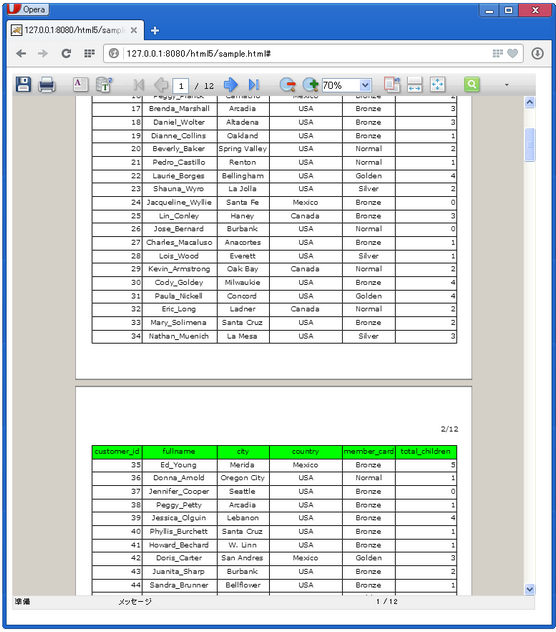 Opera
127.0.0.1:8080/html5/sampl
127.0.0.1:8080/html5/sample.html#
1 / 12 70%
17 Brenda_Marshall Arcadia USA Bronze 3
18 Daniel_Wolter Altadena USA Bronze 3
19 Dianne_Collins Oakland USA Bronze 1
20 Beverly_Baker Spring Valley USA Normal 2
21 Pedro_Castillo Renton USA Normal 1
22 Laurie_Borges Bellingham USA Golden 4
23 Shauna_Wyro La Jolla USA Silver 2
24 Jacqueline_Wyllie Santa Fe Mexico Bronze 0
25 Lin_Conley Haney Canada Bronze 3
26 Jose_Bernard Burbank USA Normal 0
27 Charles_Macaluso Anacortes USA Bronze 1
28 Lois_Wood Everett USA Silver 1
29 Kevin_Armstrong Oak Bay Canada Normal 2
30 Cody_Goldey Milwaukie USA Bronze 4
31 Paula_Nickell Concord USA Golden 4
32 Eric_Long Ladner Canada Normal 2
33 Mary_Solimena Santa Cruz USA Bronze 2
34 Nathan_Muenich La Mesa USA Silver 3
2/12
customer_id fullname city country member_card total_children
35 Ed_Young Merida Mexico Bronze 5
36 Donna_Arnold Oregon City USA Normal 1
37 Jennifer_Cooper Seattle USA Bronze 0
38 Peggy_Petty Arcadia USA Bronze 1
39 Jessica_Olguin Lebanon USA Bronze 4
40 Phyllis_Burchett Santa Cruz USA Bronze 1
41 Howard_Bechard W. Linn USA Bronze 1
42 Doris_Carter San Andres Mexico Golden 3
43 Juanita_Sharp Burbank USA Bronze 2
44 Sandra_Brunner Bellflower USA Bronze 1
準備 メッセージ 1 / 12